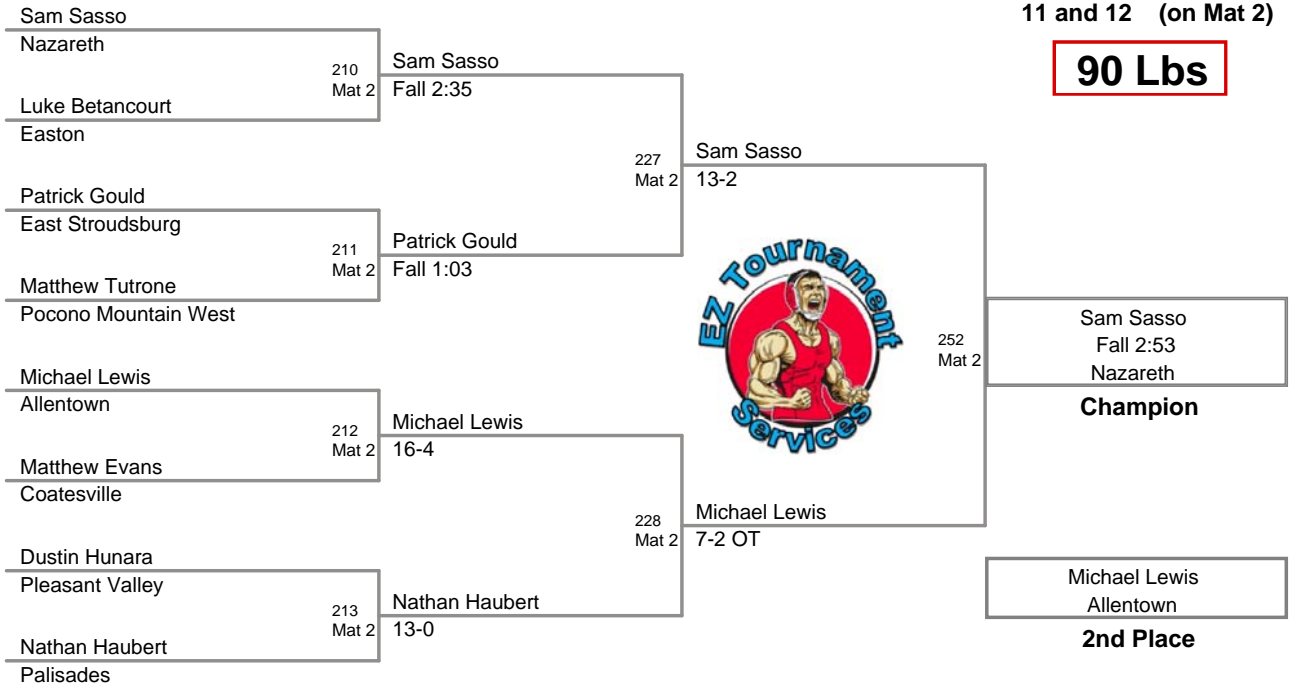 11 and 12 (on Mat 2)
90 Lbs
Sam Sasso
Nazareth
210
Mat 2
Luke Betancourt
Easton
Sam Sasso
Fall 2:35
Patrick Gould
East Stroudsburg
211
Mat 2
Matthew Tutrone
Pocono Mountain West
Patrick Gould
Fall 1:03
227
Mat 2
Sam Sasso
13-2
Michael Lewis
Allentown
212
Mat 2
Matthew Evans
Coatesville
Michael Lewis
16-4
Dustin Hunara
Pleasant Valley
213
Mat 2
Nathan Haubert
Palisades
Nathan Haubert
13-0
228
Mat 2
Michael Lewis
7-2 OT
EZ Tournament
Services
252
Mat 2
Sam Sasso
Fall 2:53
Nazareth
Champion
Michael Lewis
Allentown
2nd Place